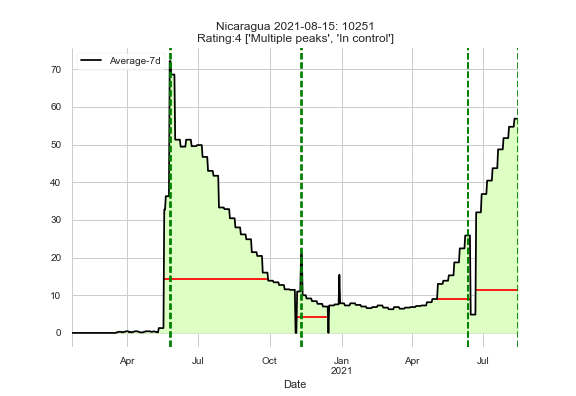 Nicaragua 2021-08-15: 10251
Rating:4 ['Multiple peaks', 'In control']
Average-7d
70
60
50
40
30
20
10
0
Apr
Jul
Oct
Jan
2021
Apr
Jul
Date